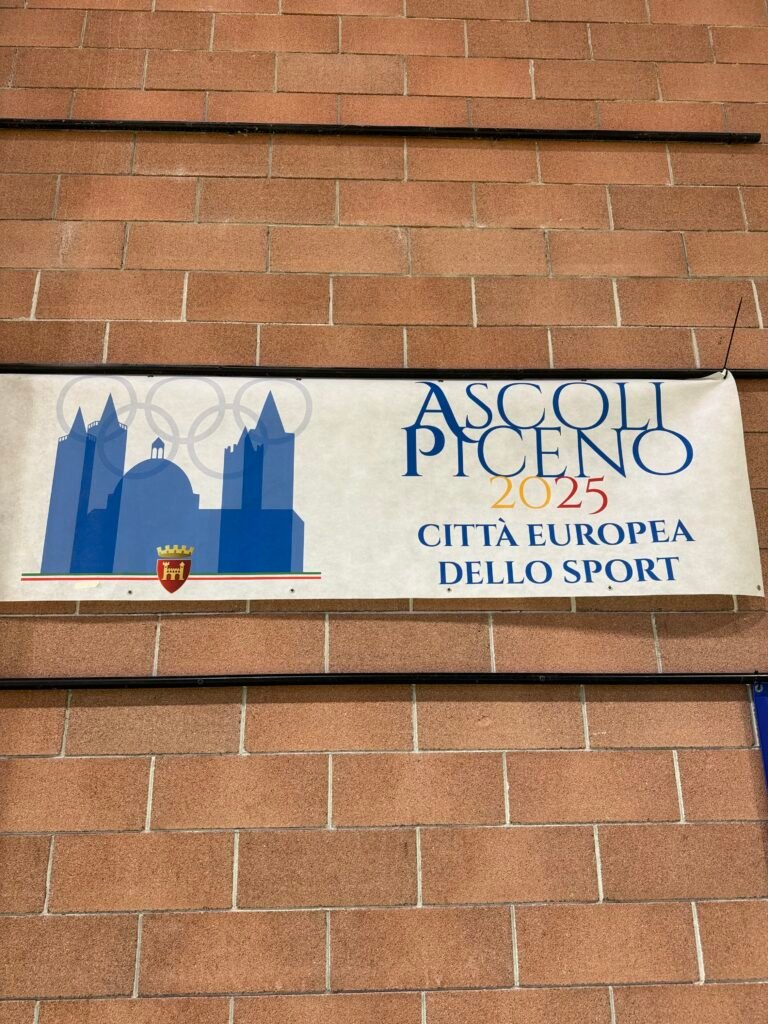 ASCOLI
PICENO
2025
CITTÀ EUROPEA
DELLO SPORT